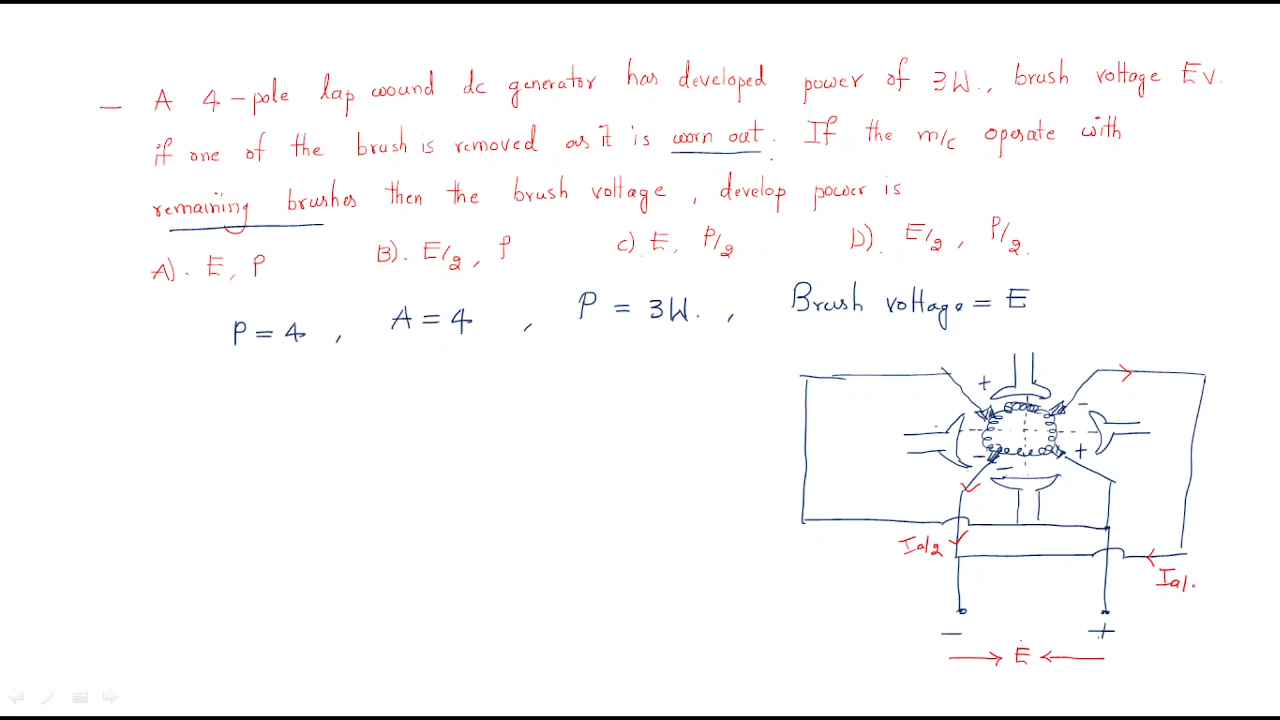 – A 4-pole lap wound dc generator has developed power of 3W., brush voltage EV.
if one of the brush is removed as it is worn out. If the m/c operate with
remaining brushes then the brush voltage, develop power is
A). E, P B). E/2, P C) E, P/2 D). E/2, P/2.
P = 4, A = 4, P = 3W., Brush voltage = E
+ -
- +
Ia/2
Ia/.
- +
E